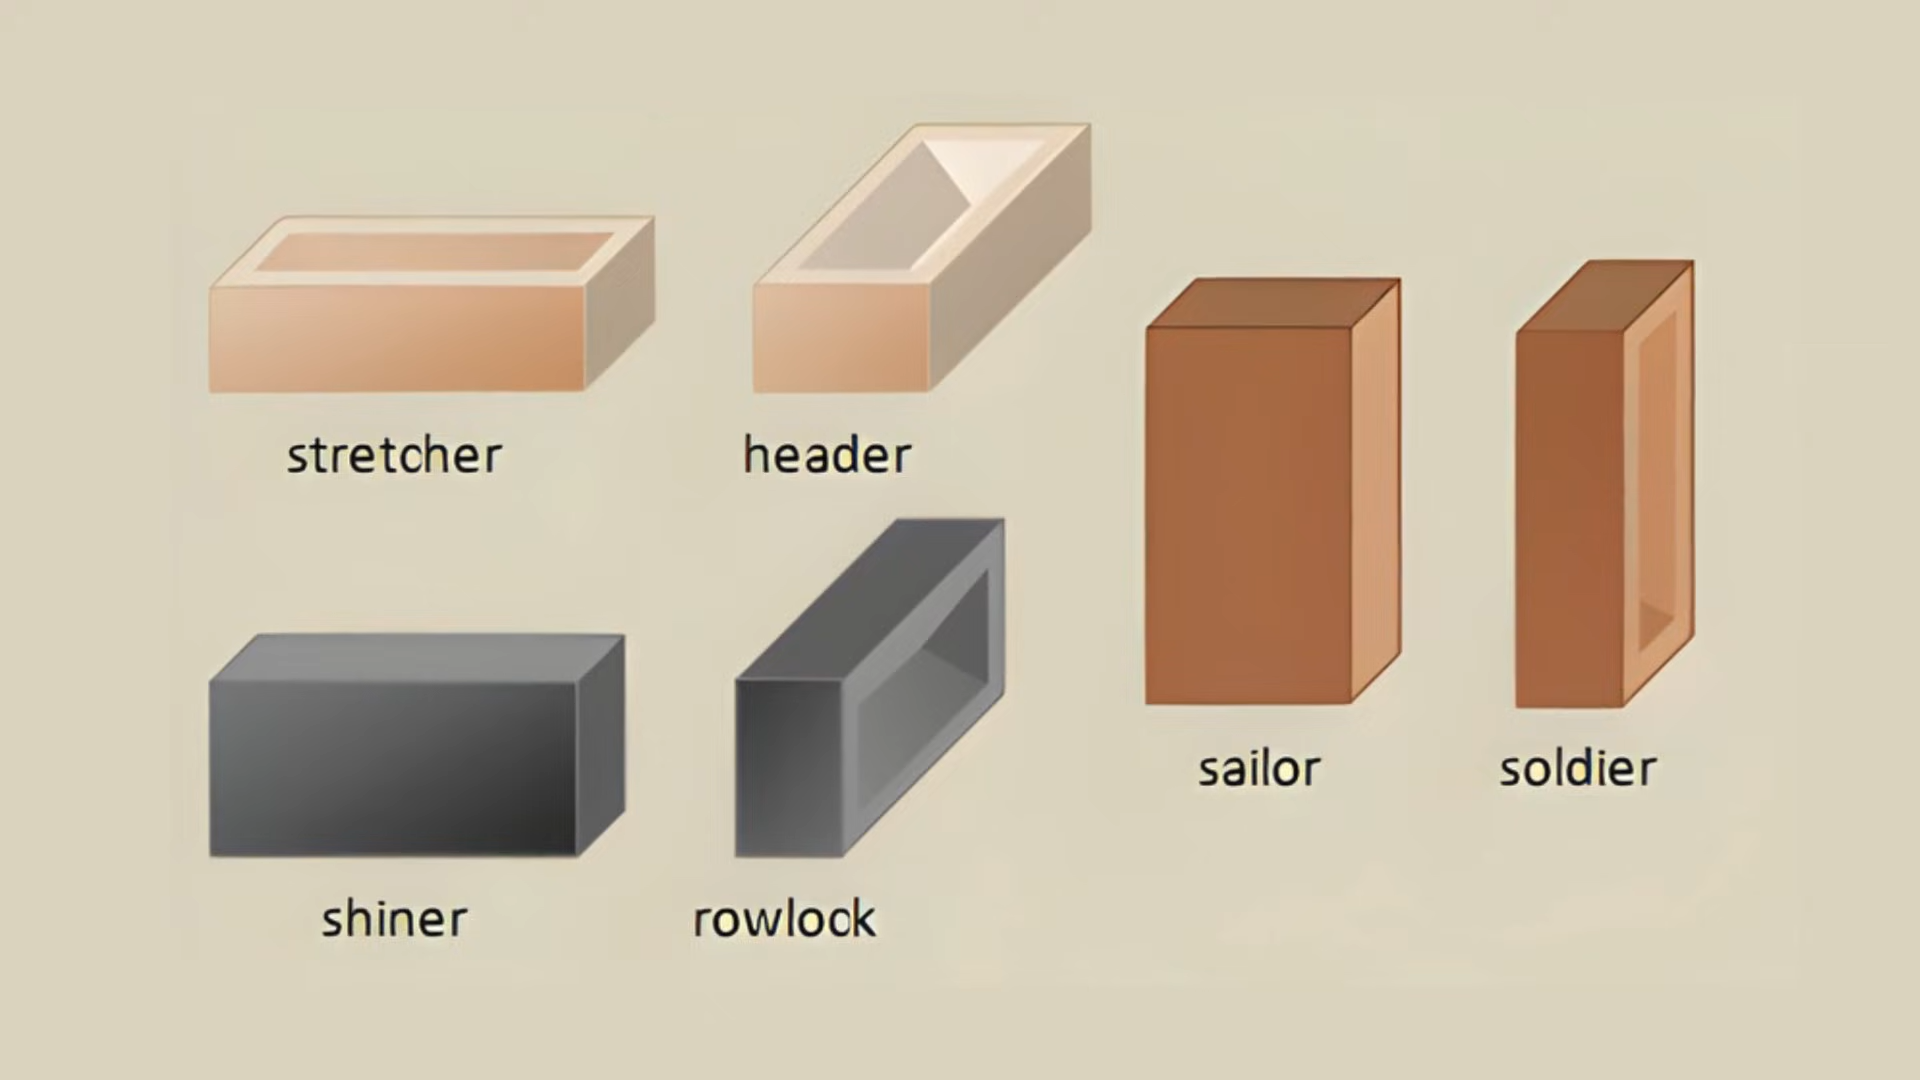 stretcher
header
sailor
soldier
shiner
rowlock